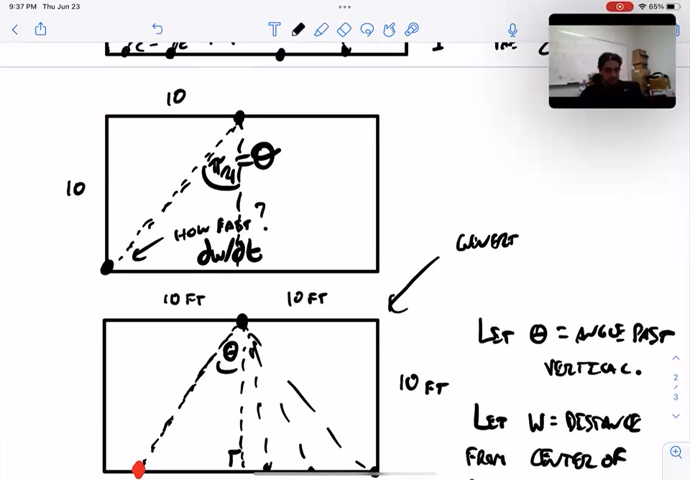 9:37 PM Thu Jun 23
65%
10
10
π/4 = θ
HOW FAST?
dw/dt
10 FT 10 FT
CONVERT
θ
10 FT
LET θ = ANGLE PAST
VERTICAL.
LET W = DISTANCE
FROM CENTER OF
2
3